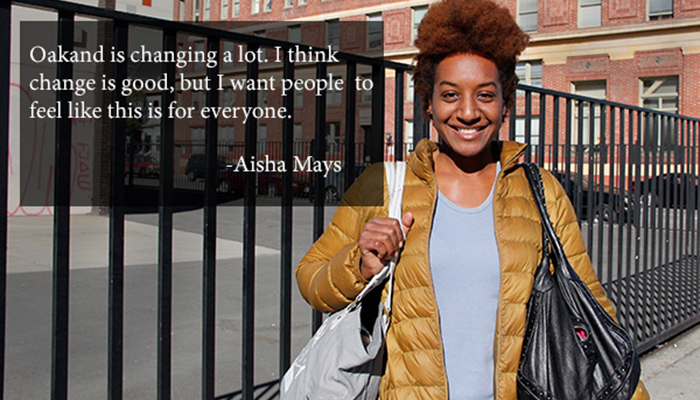 Oakand is changing a lot. I think
change is good, but I want people to
feel like this is for everyone.
-Aisha Mays